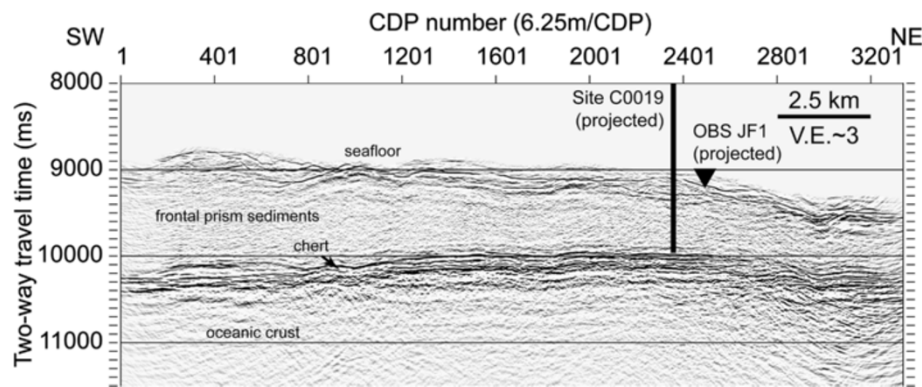 CDP number (6.25m/CDP)
SW NE
1 401 801 1201 1601 2001 2401 2801 3201
Two-way travel time (ms)
8000
9000
10000
11000
Site C0019
(projected)
2.5 km
V.E.~3
OBS JF1
(projected)
seafloor
frontal prism sediments
chert
oceanic crust